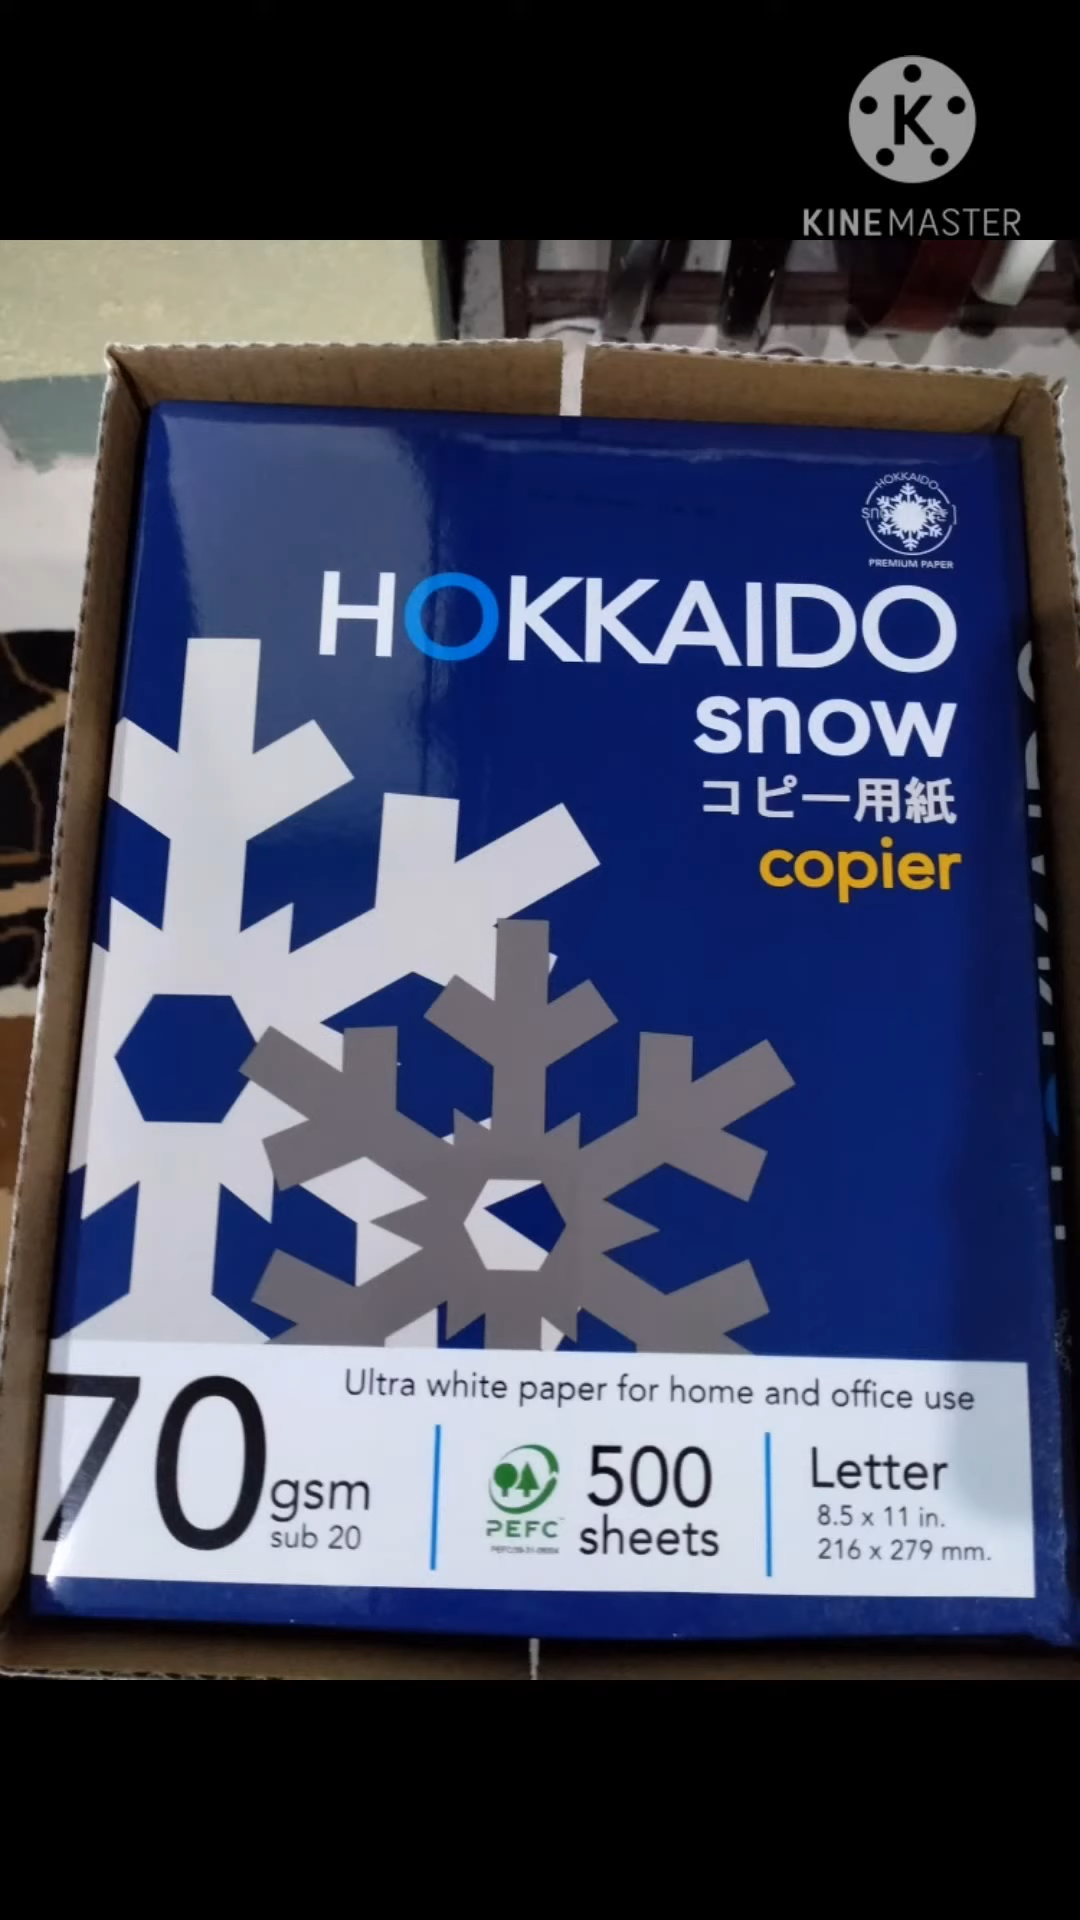 K
KINEMASTER
HOKKAIDO
PREMIUM PAPER
HOKKAIDO
snow
コピー用紙
copier
Ultra white paper for home and office use
70 gsm
sub 20
PEFC
500
sheets
Letter
8.5 x 11 in.
216 x 279 mm.